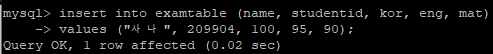 mysql> insert into examtable (name, studentid, kor, eng, mat)
    -> values ("사나", 209904, 100, 95, 90);
Query OK, 1 row affected (0.02 sec)